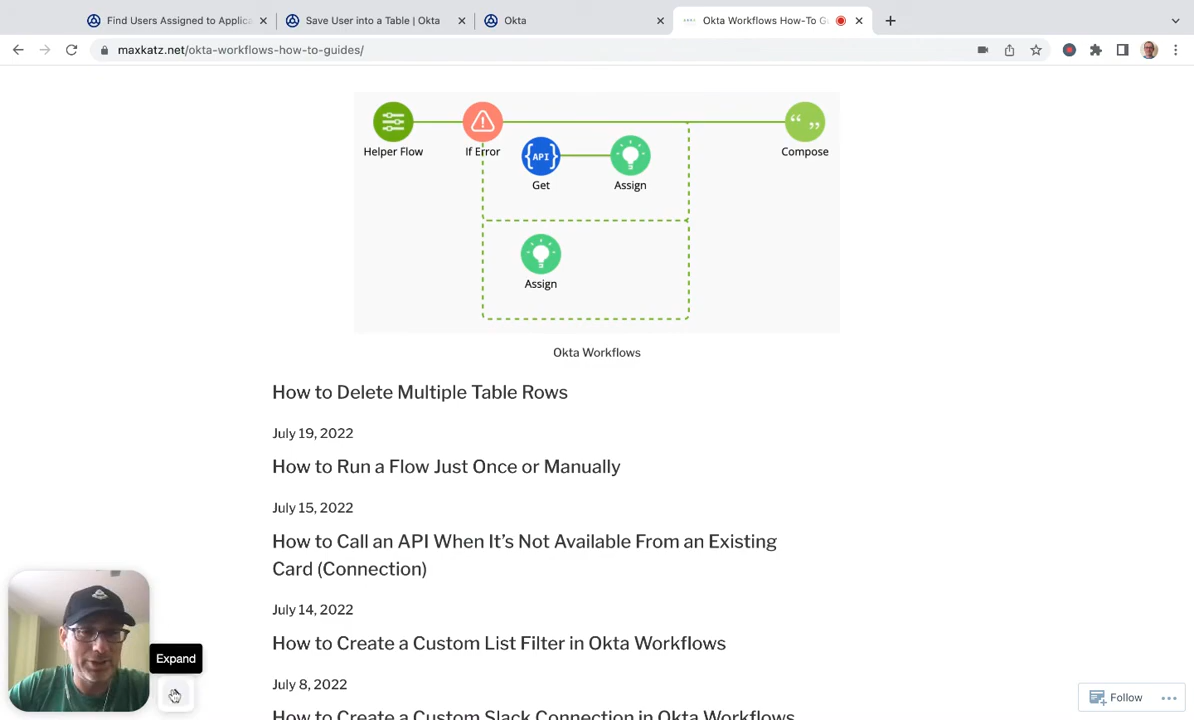 Find Users Assigned to Applica
Save User into a Table | Okta
Okta
Okta Workflows How-To Gu
maxkatz.net/okta-workflows-how-to-guides/
Helper Flow
If Error
API
Get
Assign
Compose
Assign
Okta Workflows
How to Delete Multiple Table Rows
July 19, 2022
How to Run a Flow Just Once or Manually
July 15, 2022
How to Call an API When It’s Not Available From an Existing
Card (Connection)
July 14, 2022
How to Create a Custom List Filter in Okta Workflows
July 8, 2022
How to Create a Custom Slack Connection in Okta Workflows
Expand
Follow